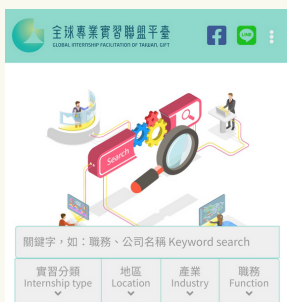 全球專業實習聯盟平臺
GLOBAL INTERNSHIP FACILITATION OF TAIWAN, GIFT
LINE
Search
關鍵字，如：職務、公司名稱 Keyword search
實習分類
Internship type
地區
Location
產業
Industry
職務
Function